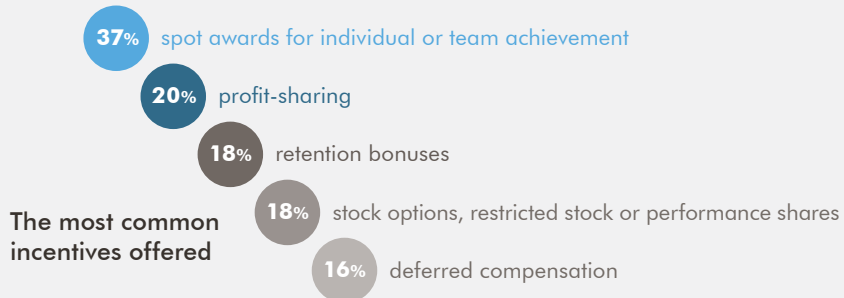 37% spot awards for individual or team achievement
20% profit-sharing
18% retention bonuses
18% stock options, restricted stock or performance shares
16% deferred compensation
The most common
incentives offered